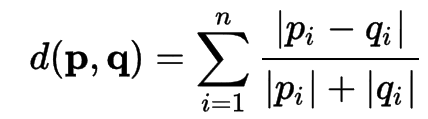 d(𝐩, 𝐪) = ∑_{i=1}^{n} |p_i − q_i| / (|p_i| + |q_i|)